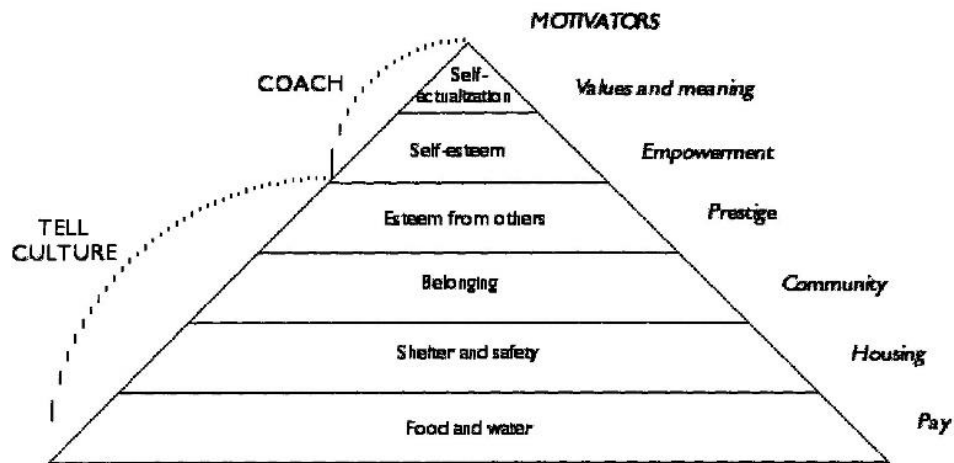 MOTIVATORS
COACH
Self-
actualization
Values and meaning
Self-esteem
Empowerment
Esteem from others
Prestige
TELL
CULTURE
Belonging
Community
Shelter and safety
Housing
Food and water
Pay